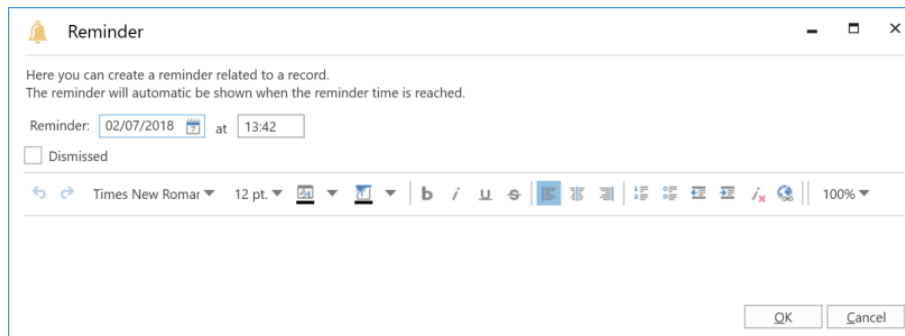 Reminder
Here you can create a reminder related to a record.
The reminder will automatic be shown when the reminder time is reached.
Reminder: 02/07/2018 at 13:42
Dismissed
Times New Romar 12 pt. b i u s 100%
OK Cancel